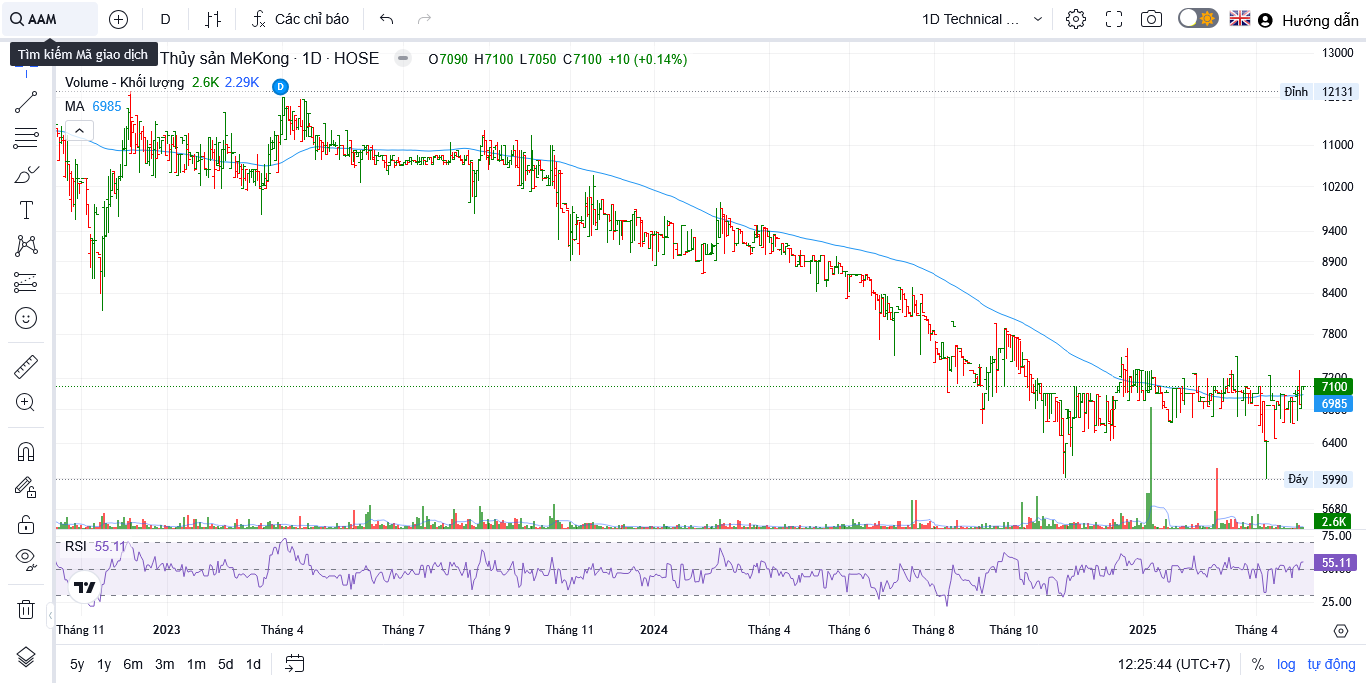 AAM
D
Các chỉ báo
1D Technical ...
Hướng dẫn
Tìm kiếm Mã giao dịch
Thủy sản MeKong · 1D · HOSE
O7090 H7100 L7050 C7100 +10 (+0.14%)
Volume - Khối lượng 2.6K 2.29K
D
MA 6985
13000
Đỉnh 12131
11000
10200
9400
8900
8400
7800
7200
7100
6985
6400
Đáy 5990
5680
2.6K
75.00
RSI 55.11
55.11
25.00
Tháng 11 2023 Tháng 4 Tháng 7 Tháng 9 Tháng 11 2024 Tháng 4 Tháng 6 Tháng 8 Tháng 10 2025 Tháng 4
5y 1y 6m 3m 1m 5d 1d
12:25:44 (UTC+7) % log tự động